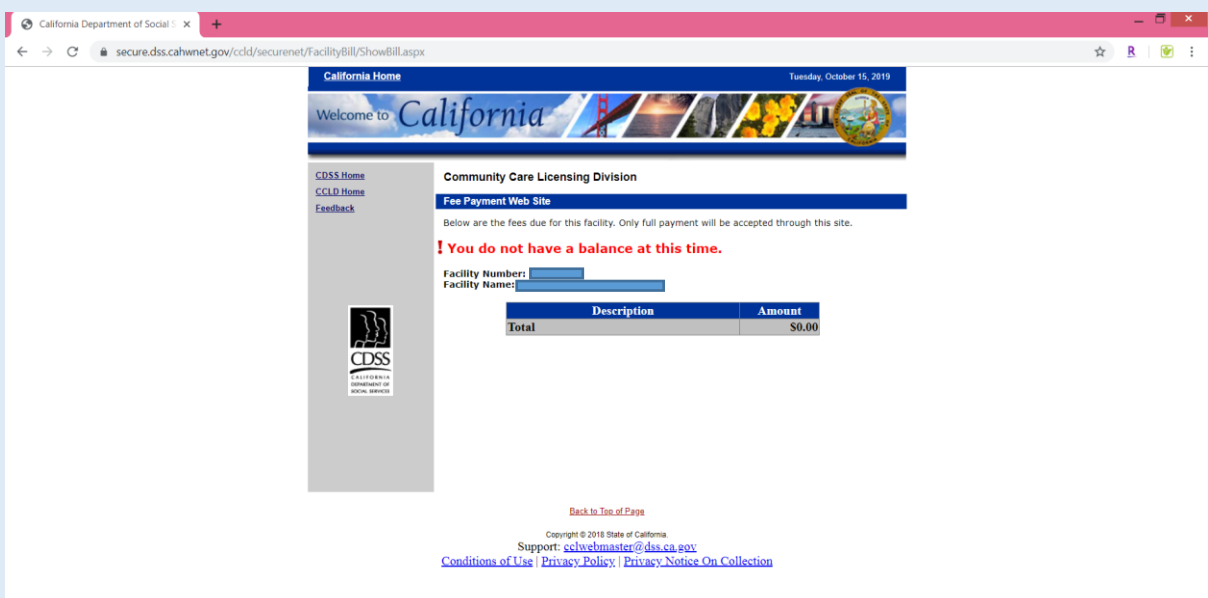 California Department of Social S
secure.dss.cahwnet.gov/ccld/securenet/FacilityBill/ShowBill.aspx
R
California Home
Tuesday, October 15, 2019
Welcome to California
CDSS Home
CCLD Home
Feedback
Community Care Licensing Division
Fee Payment Web Site
Below are the fees due for this facility. Only full payment will be accepted through this site.
! You do not have a balance at this time.
Facility Number:
Facility Name:
Description Amount
Total $0.00
CDSS
CALIFORNIA
DEPARTMENT OF
SOCIAL SERVICES
Back to Top of Page
Copyright © 2018 State of California.
Support: cclwebmaster@dss.ca.gov
Conditions of Use | Privacy Policy | Privacy Notice On Collection